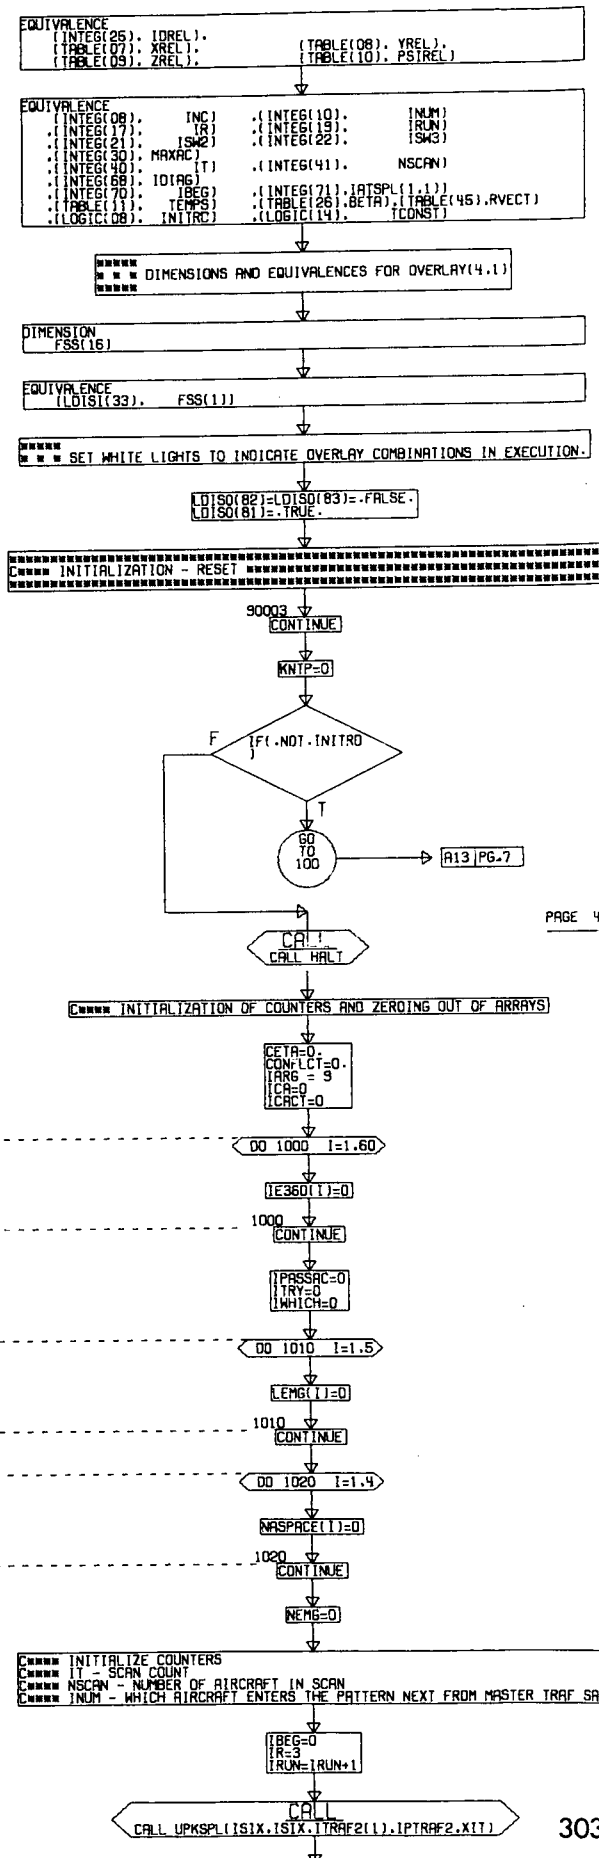 EQUIVALENCE
(INTEG(25). IDREL).
(TABLE(07). XREL). (TABLE(08). YREL).
(TABLE(09). ZREL). (TABLE(10). PSIREL)
EQUIVALENCE
(INTEG(08). INC) .(INTEG(10). INUM)
.(INTEG(17). IR) .(INTEG(19). IRUN)
.(INTEG(21). ISW2) .(INTEG(22). ISW3)
.(INTEG(30). MAXAC)
.(INTEG(40). IT) .(INTEG(41). NSCAN)
.(INTEG(68). IDIAG)
.(INTEG(70). IBEG) .(INTEG(71).IATSPL(1.1))
.(TABLE(11). TEMPS) .(TABLE(26).BETA).(TABLE(45).RVECT)
.(LOGIC(08). INITRC) .(LOGIC(14). TCONST)
*****
* * * DIMENSIONS AND EQUIVALENCES FOR OVERLAY(4.1)
*****
DIMENSION
FSS(16)
EQUIVALENCE
(LDISI(33). FSS(1))
*****
* * * SET WHITE LIGHTS TO INDICATE OVERLAY COMBINATIONS IN EXECUTION.
LDISO(82)=LDISO(83)=.FALSE.
LDISO(81)=.TRUE.
C**** INITIALIZATION - RESET
90003
CONTINUE
KNTP=0
F
IF(.NOT.INITRO
)
T
GO
TO
100
A13 PG.7
PAGE 4
CALL
CALL HALT
C**** INITIALIZATION OF COUNTERS AND ZEROING OUT OF ARRAYS
CETA=0.
CONFLCT=0.
IARG = 9
ICA=0
ICACT=0
DO 1000 I=1.60
IE360(I)=0
1000
CONTINUE
IPASSAC=0
ITRY=0
IWHICH=0
DO 1010 I=1.5
LEMG(I)=0
1010
CONTINUE
DO 1020 I=1.4
NASPACE(I)=0
1020
CONTINUE
NEMG=0
C**** INITIALIZE COUNTERS
C**** IT - SCAN COUNT
C**** NSCAN - NUMBER OF AIRCRAFT IN SCAN
C**** INUM - WHICH AIRCRAFT ENTERS THE PATTERN NEXT FROM MASTER TRAF SA
IBEG=0
IR=3
IRUN=IRUN+1
CALL
CALL UPKSPL(ISIX.ISIX.ITRAF2(1).IPTRAF2.XIT)
303